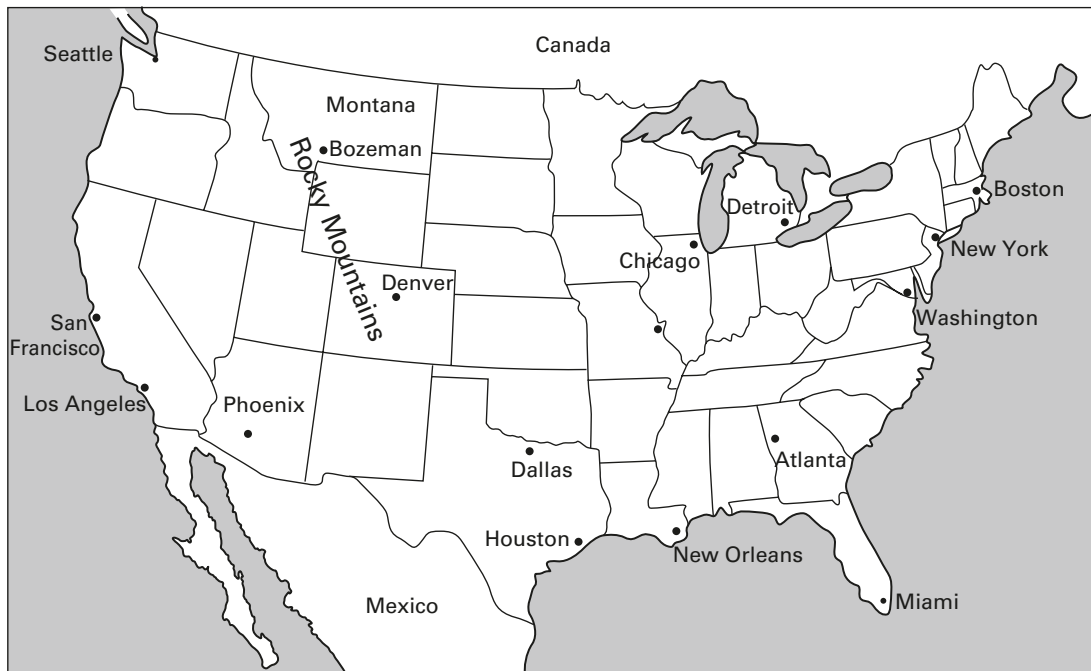 Canada
Seattle
Montana
Bozeman
Rocky Mountains
Boston
Detroit
New York
Chicago
Denver
Washington
San
Francisco
Los Angeles
Phoenix
Atlanta
Dallas
Houston
New Orleans
Mexico
Miami